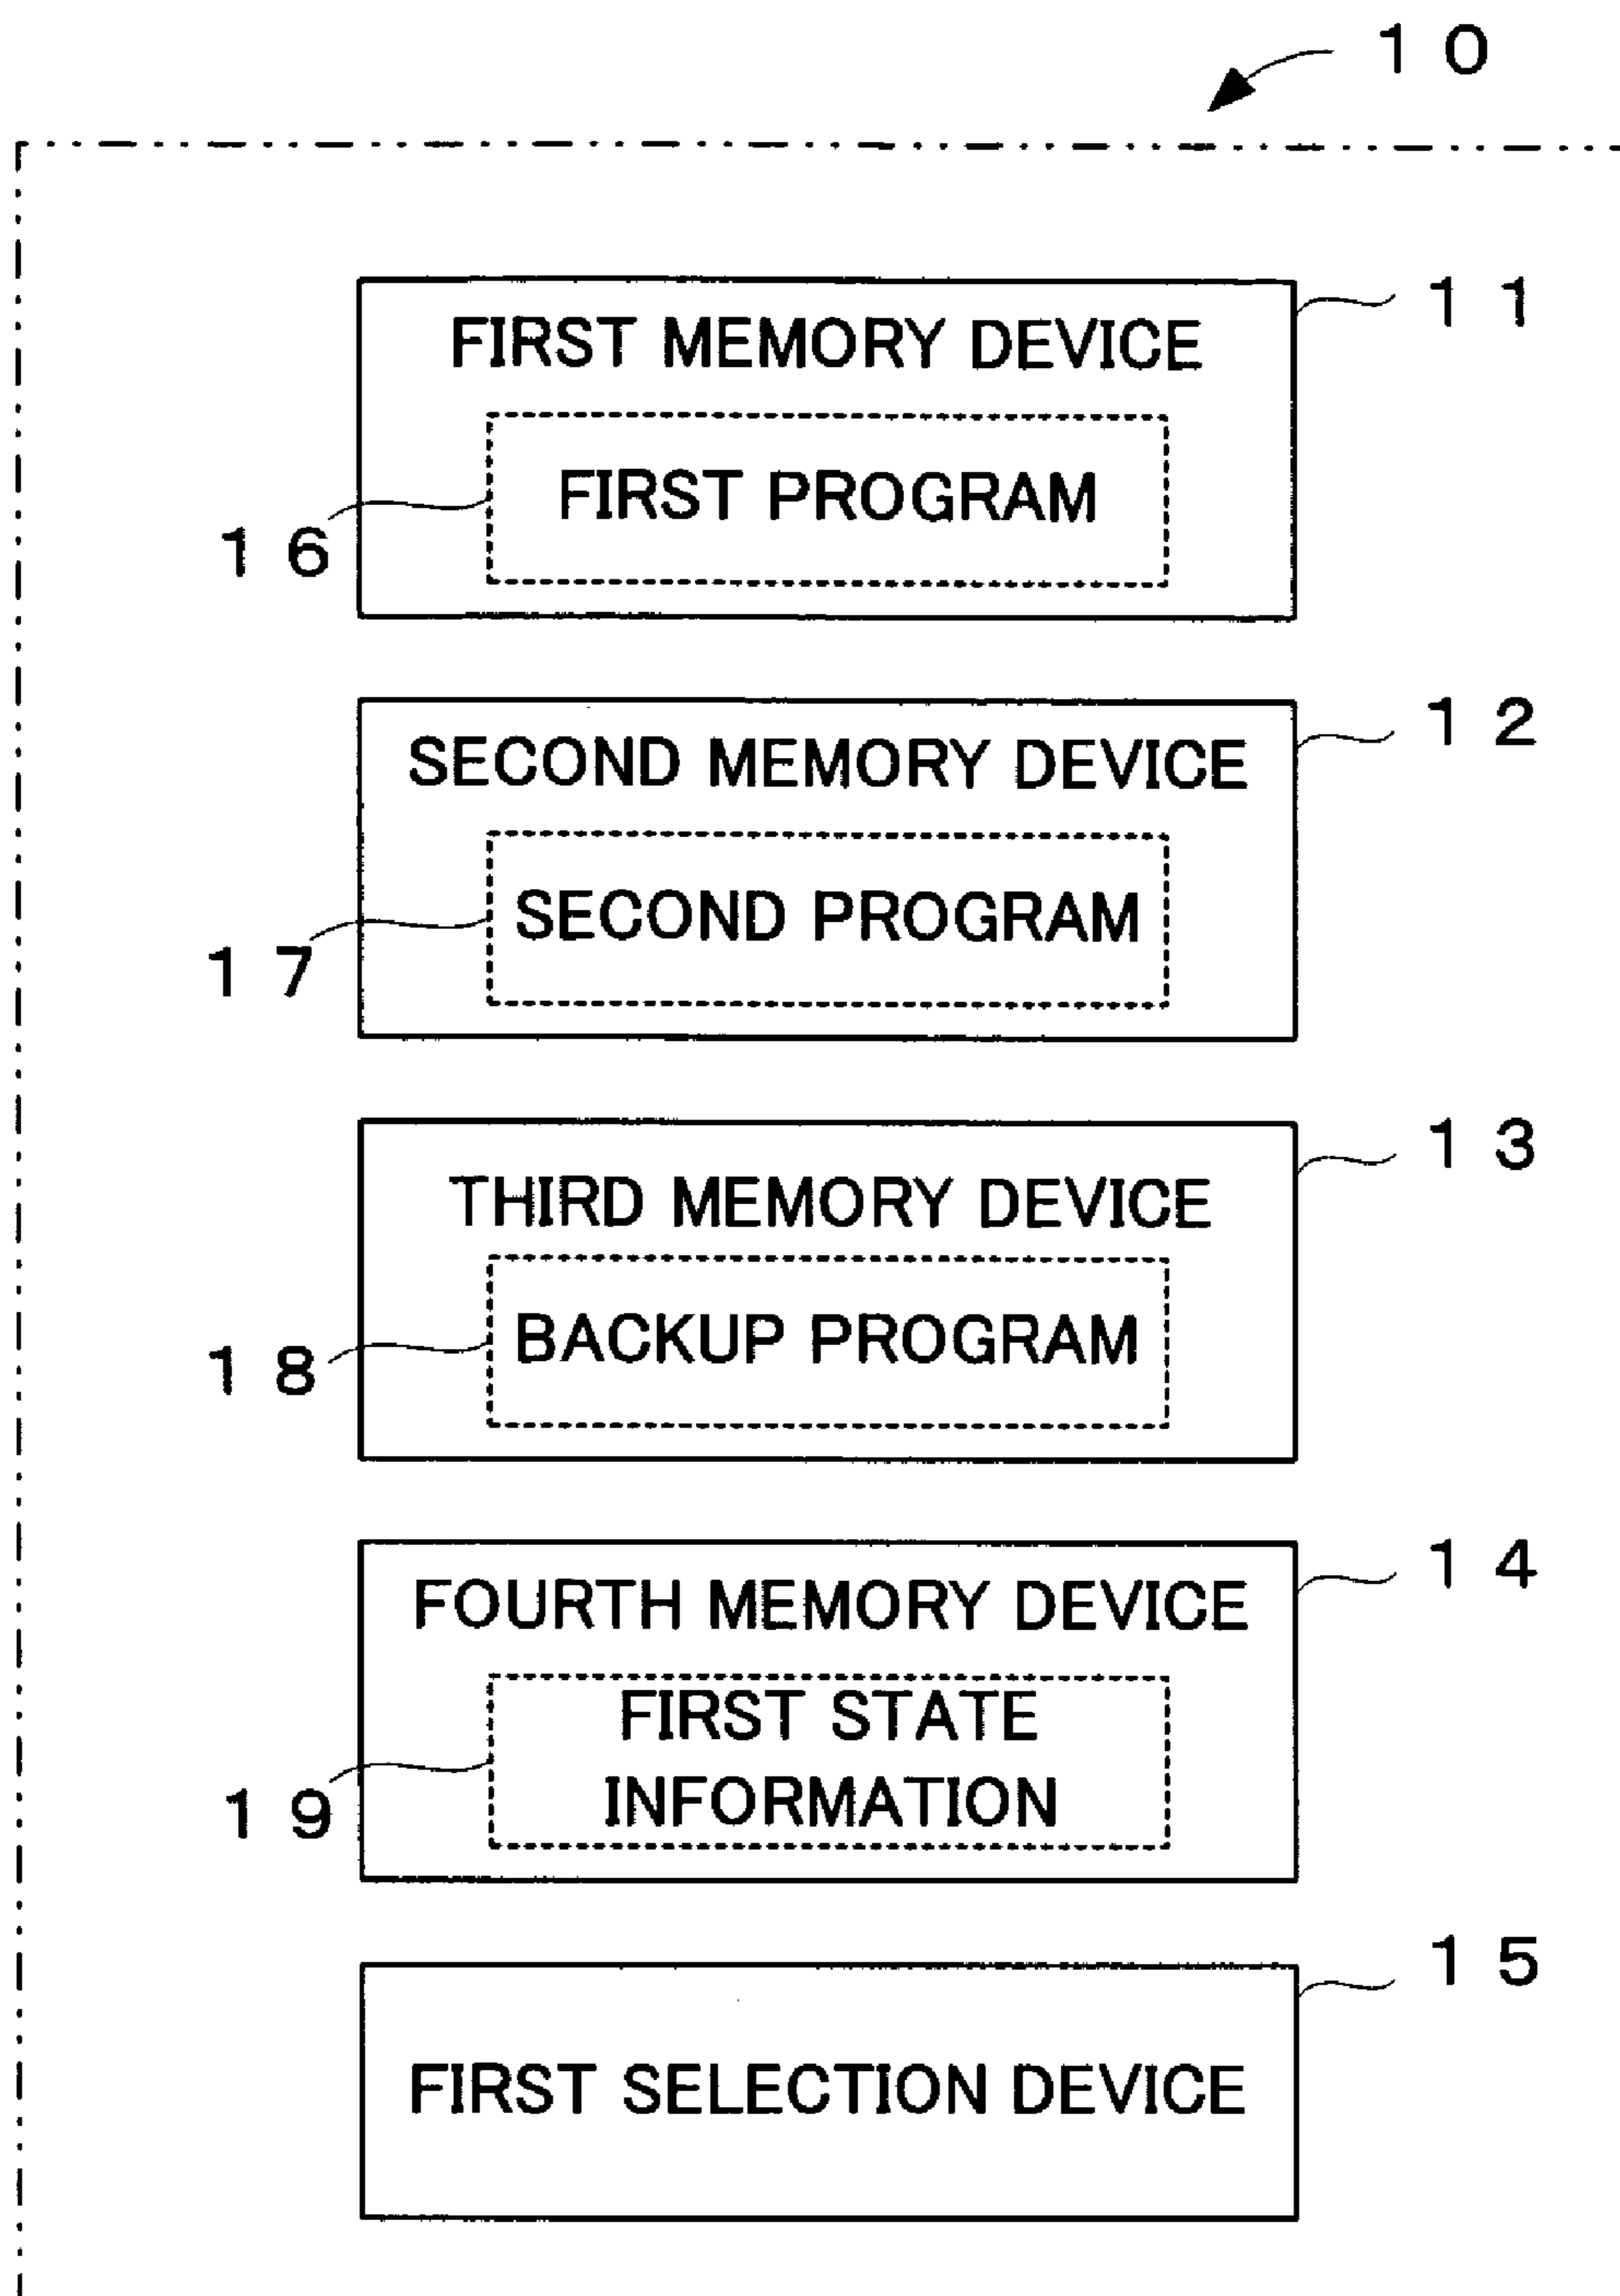 10
11
FIRST MEMORY DEVICE
FIRST PROGRAM
16
12
SECOND MEMORY DEVICE
SECOND PROGRAM
17
13
THIRD MEMORY DEVICE
BACKUP PROGRAM
18
14
FOURTH MEMORY DEVICE
FIRST STATE
INFORMATION
19
15
FIRST SELECTION DEVICE